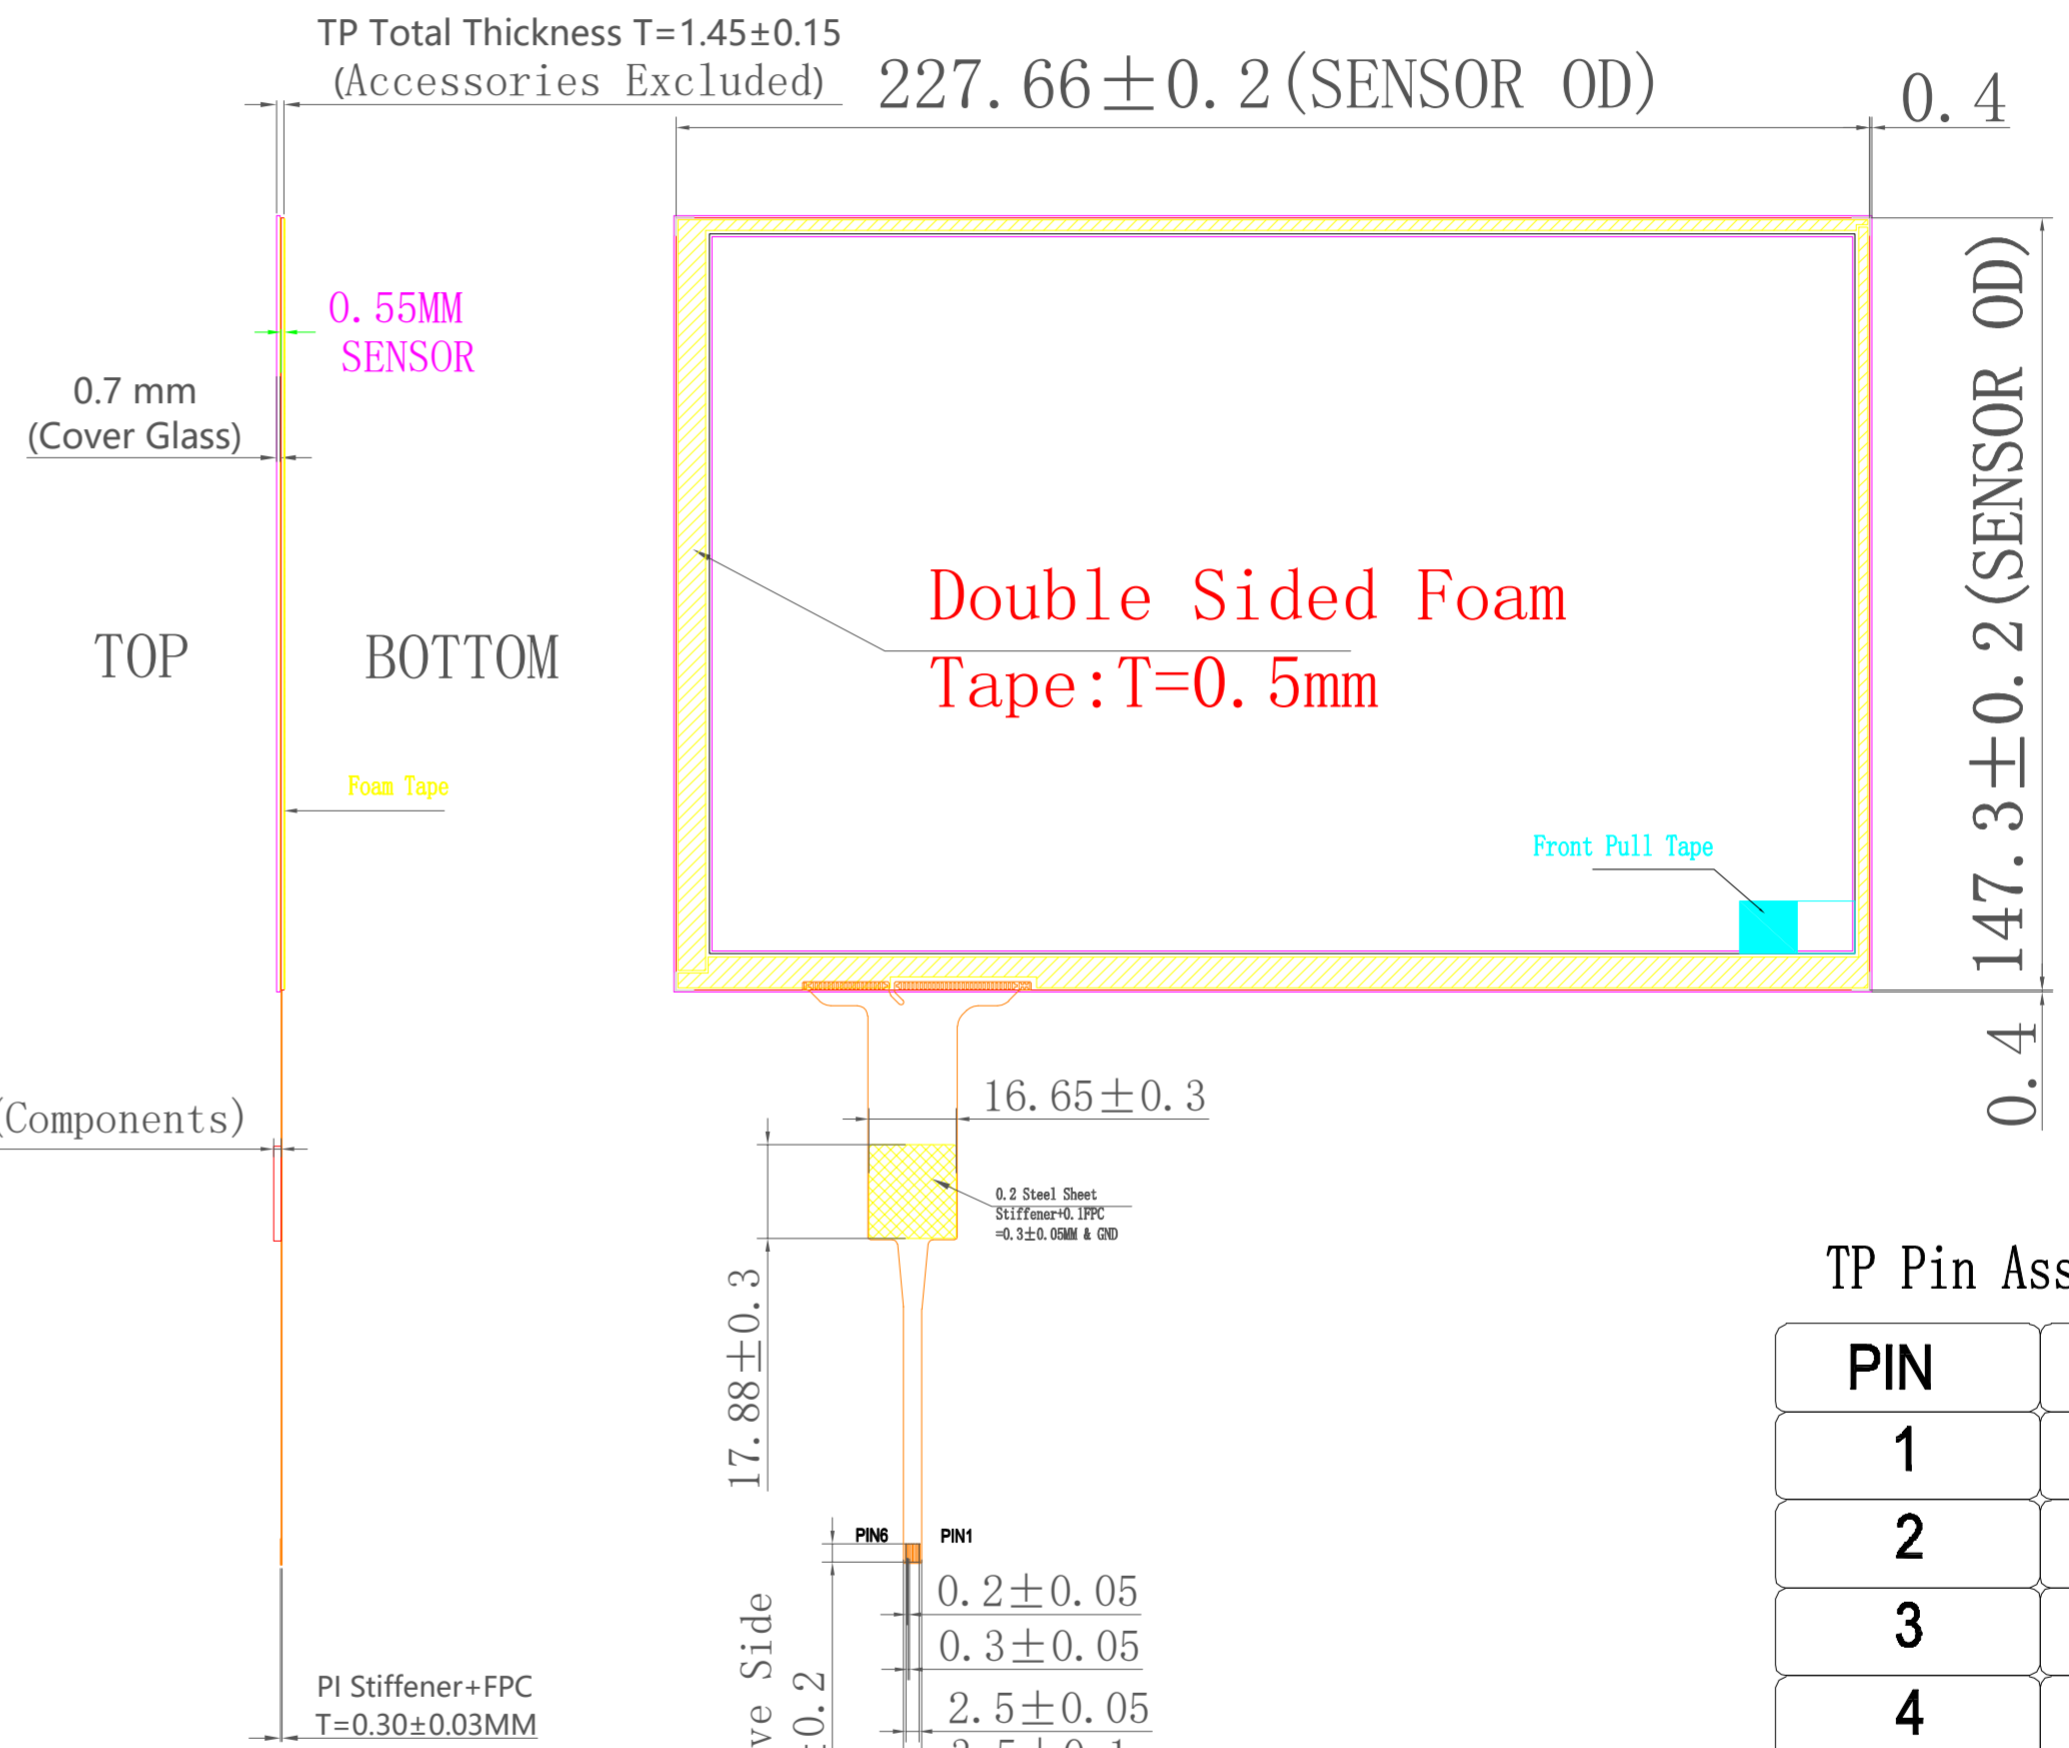 TP Total Thickness T=1.45±0.15
(Accessories Excluded)
227.66±0.2(SENSOR OD)
0.4
0.55MM
SENSOR
0.7 mm
(Cover Glass)
147.3±0.2(SENSOR OD)
Double Sided Foam
Tape:T=0.5mm
TOP
BOTTOM
Foam Tape
Front Pull Tape
0.4
(Components)
16.65±0.3
0.2 Steel Sheet
Stiffener+0.1FPC
=0.3±0.05MM & GND
17.88±0.3
TP Pin Ass
PIN
1
2
3
4
PIN6
PIN1
0.2±0.05
0.3±0.05
2.5±0.05
ve Side
±0.2
PI Stiffener+FPC
T=0.30±0.03MM